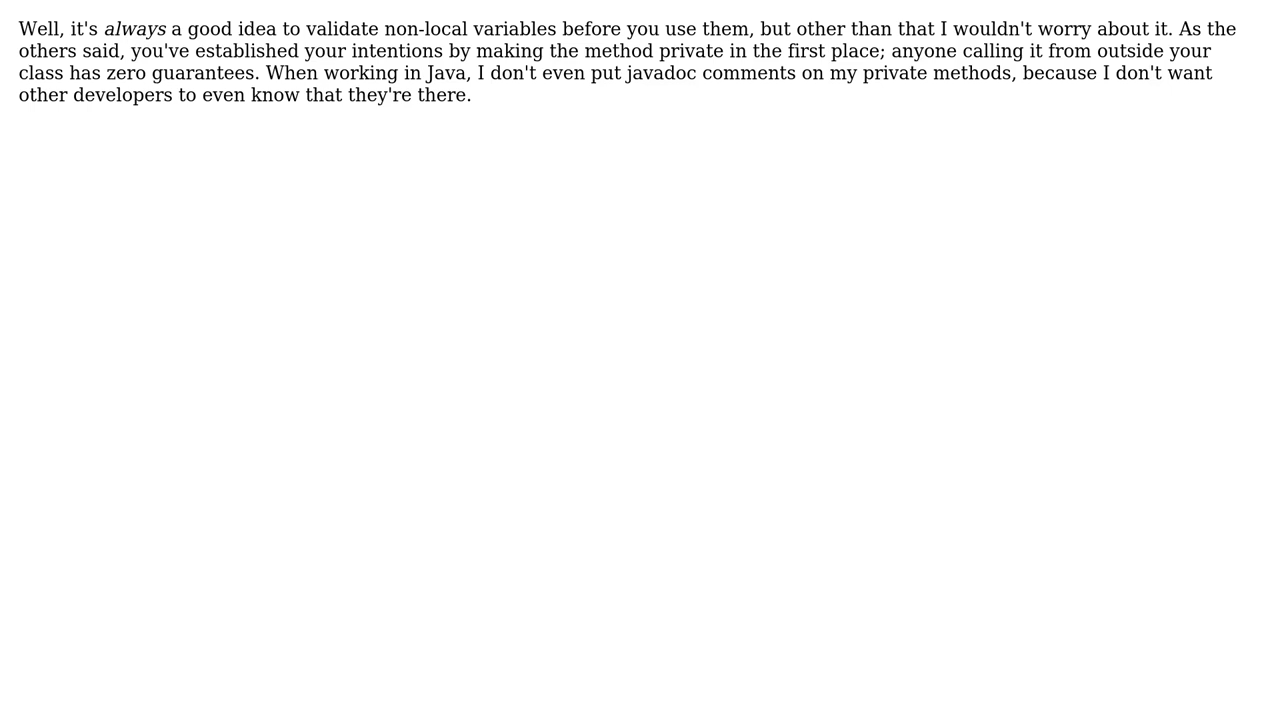 Well, it's always a good idea to validate non-local variables before you use them, but other than that I wouldn't worry about it. As the
others said, you've established your intentions by making the method private in the first place; anyone calling it from outside your
class has zero guarantees. When working in Java, I don't even put javadoc comments on my private methods, because I don't want
other developers to even know that they're there.